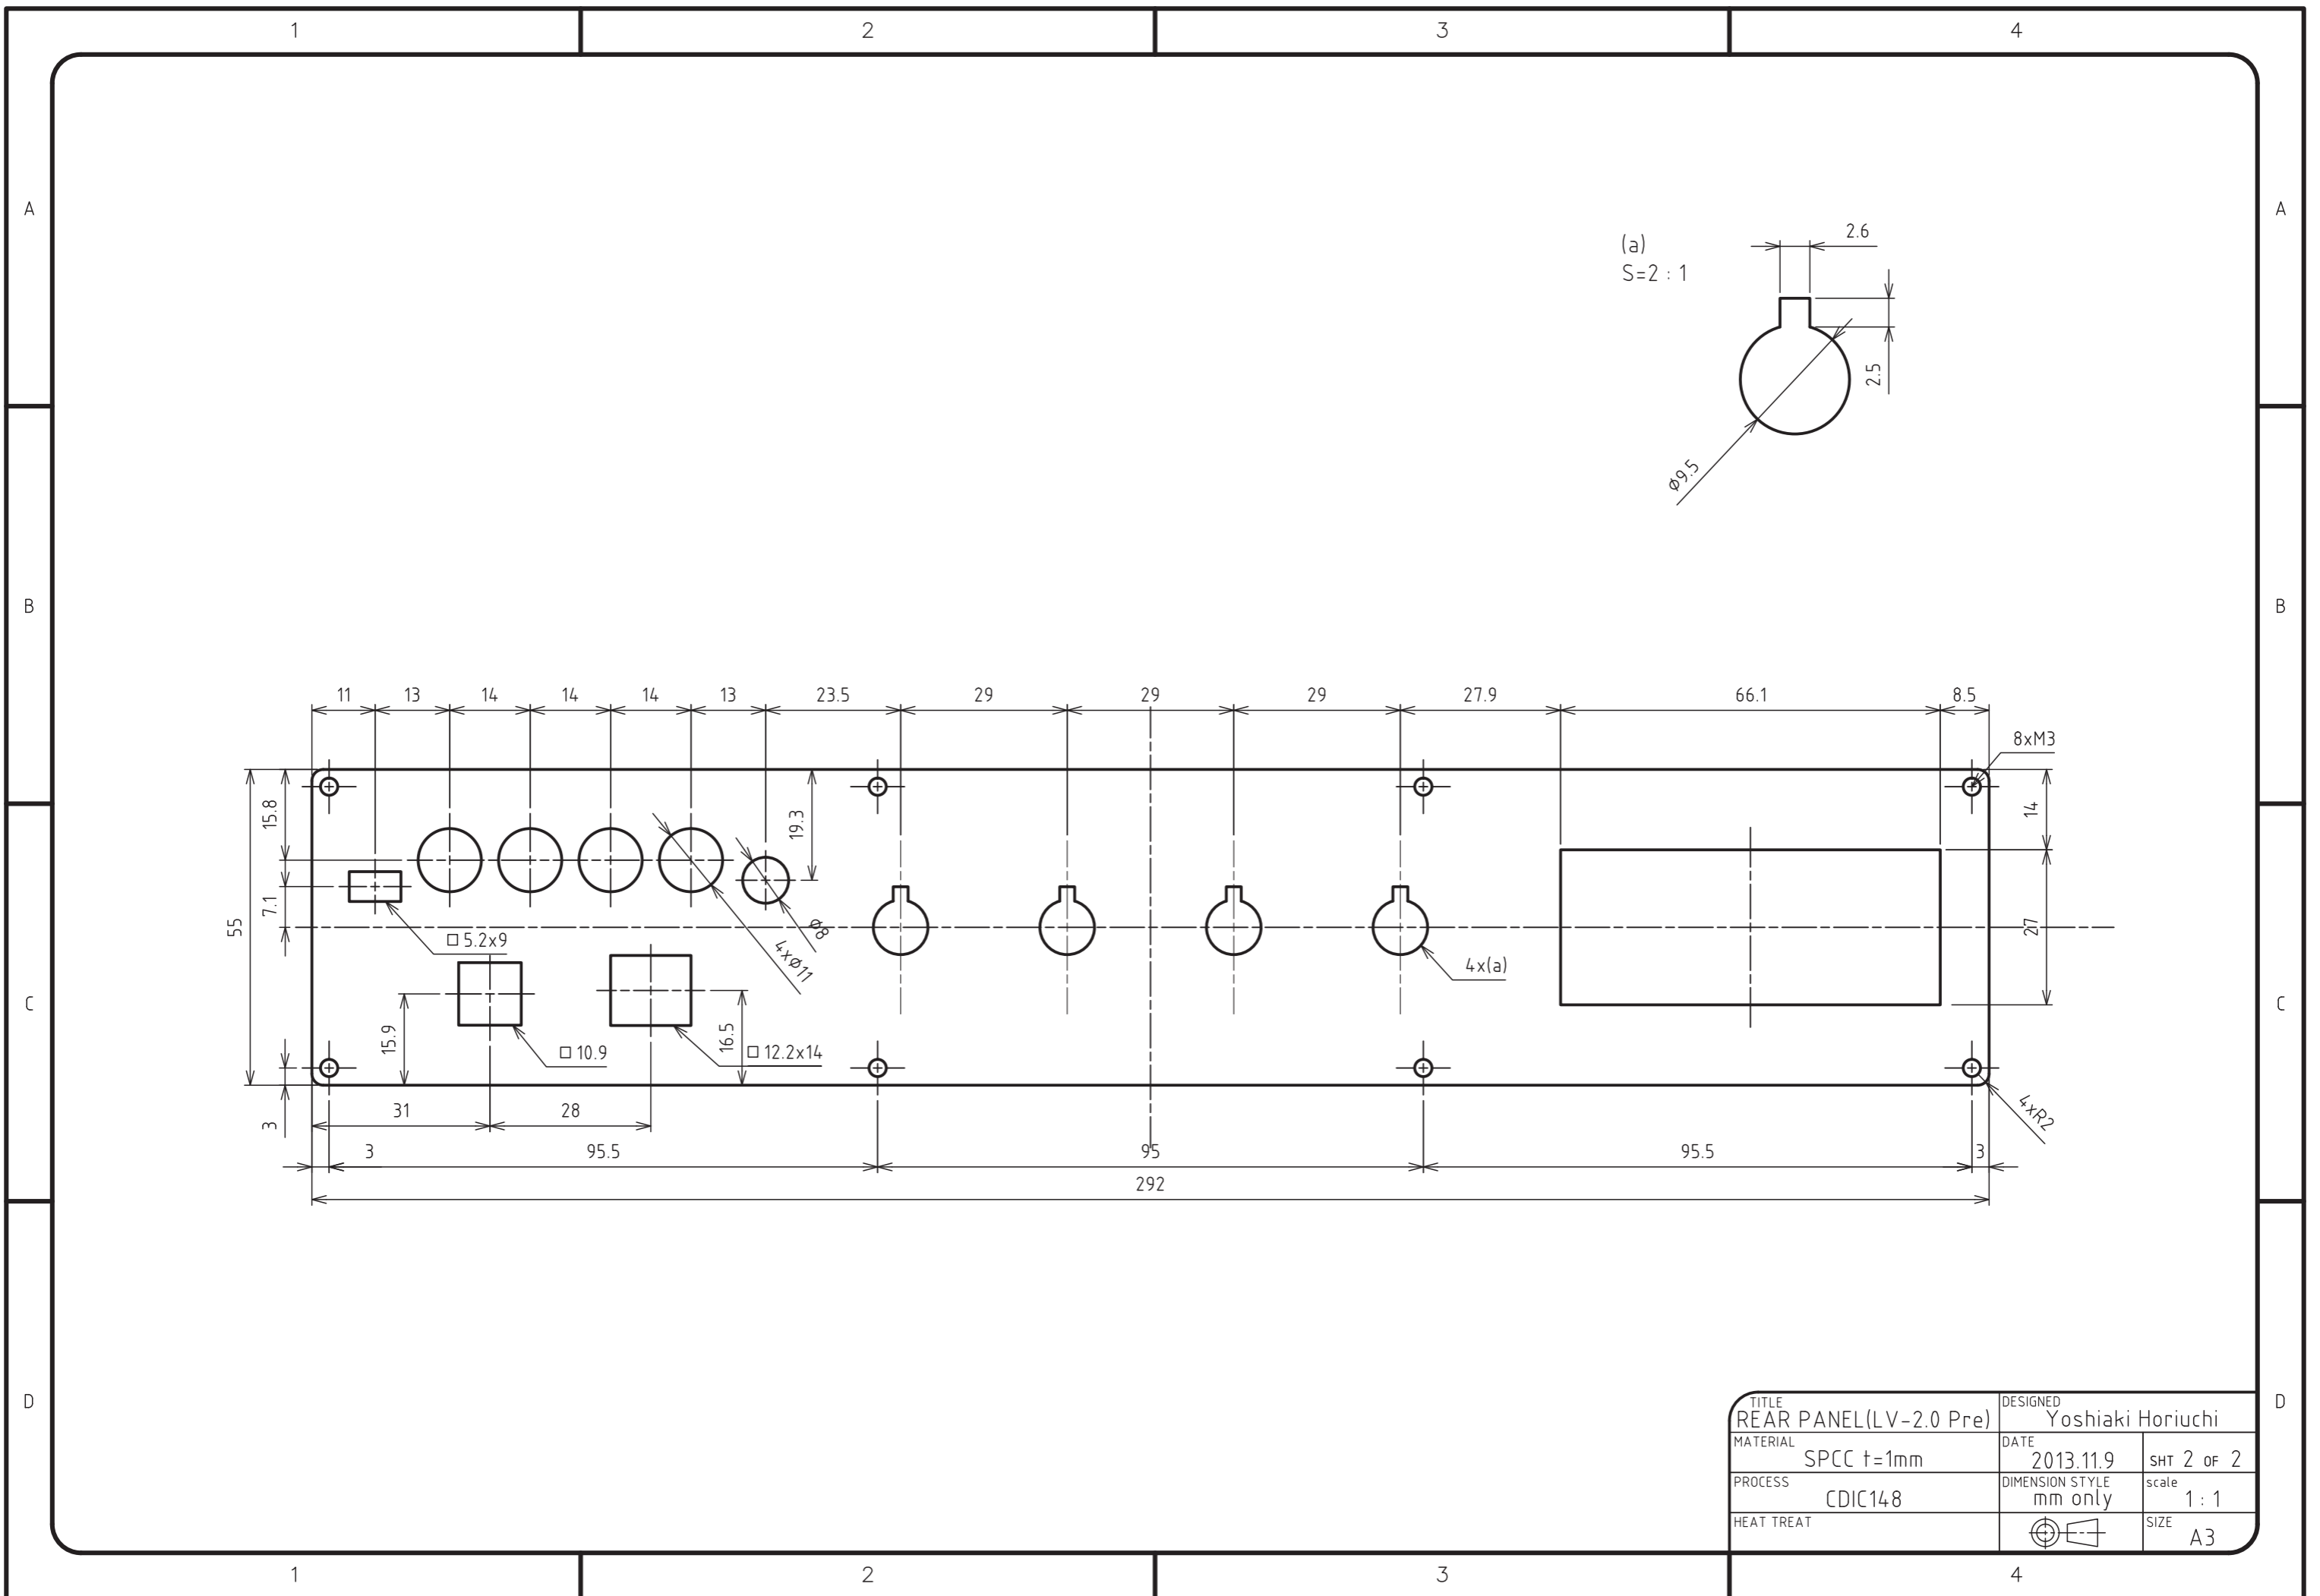 1 2 3 4
A A
(a)
S=2 : 1
2.6
2.5
⌀9.5
B B
11 13 14 14 14 13 23.5 29 29 29 27.9 66.1 8.5
8xM3
15.8
19.3
14
7.1
55
27
□ 5.2x9
⌀8
4x⌀11
4x(a)
C C
15.9
□ 10.9
16.5
□ 12.2x14
3
31 28
4xR2
3 95.5 95 95.5 3
292
D D
TITLE
REAR PANEL(LV-2.0 Pre)
DESIGNED
Yoshiaki Horiuchi
MATERIAL
SPCC t=1mm
DATE
2013.11.9
SHT 2 OF 2
PROCESS
CDIC148
DIMENSION STYLE
mm only
scale
1 : 1
HEAT TREAT
SIZE
A3
1 2 3 4